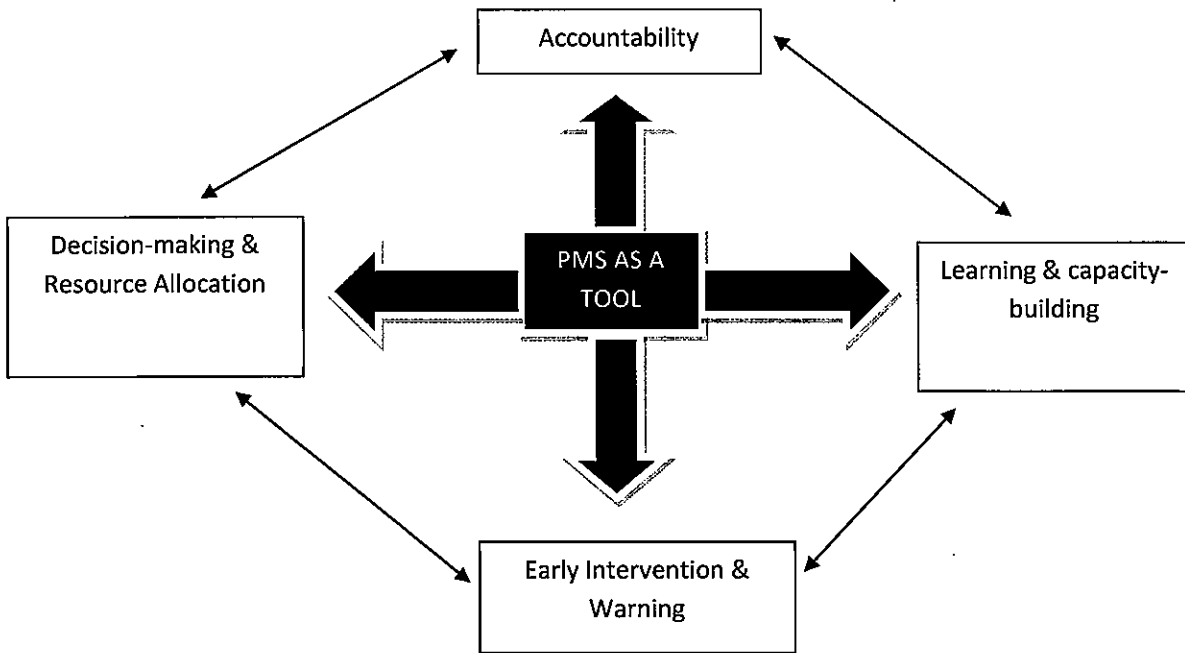 Accountability
Decision-making &
Resource Allocation
PMS AS A
TOOL
Learning & capacity-
building
Early Intervention &
Warning